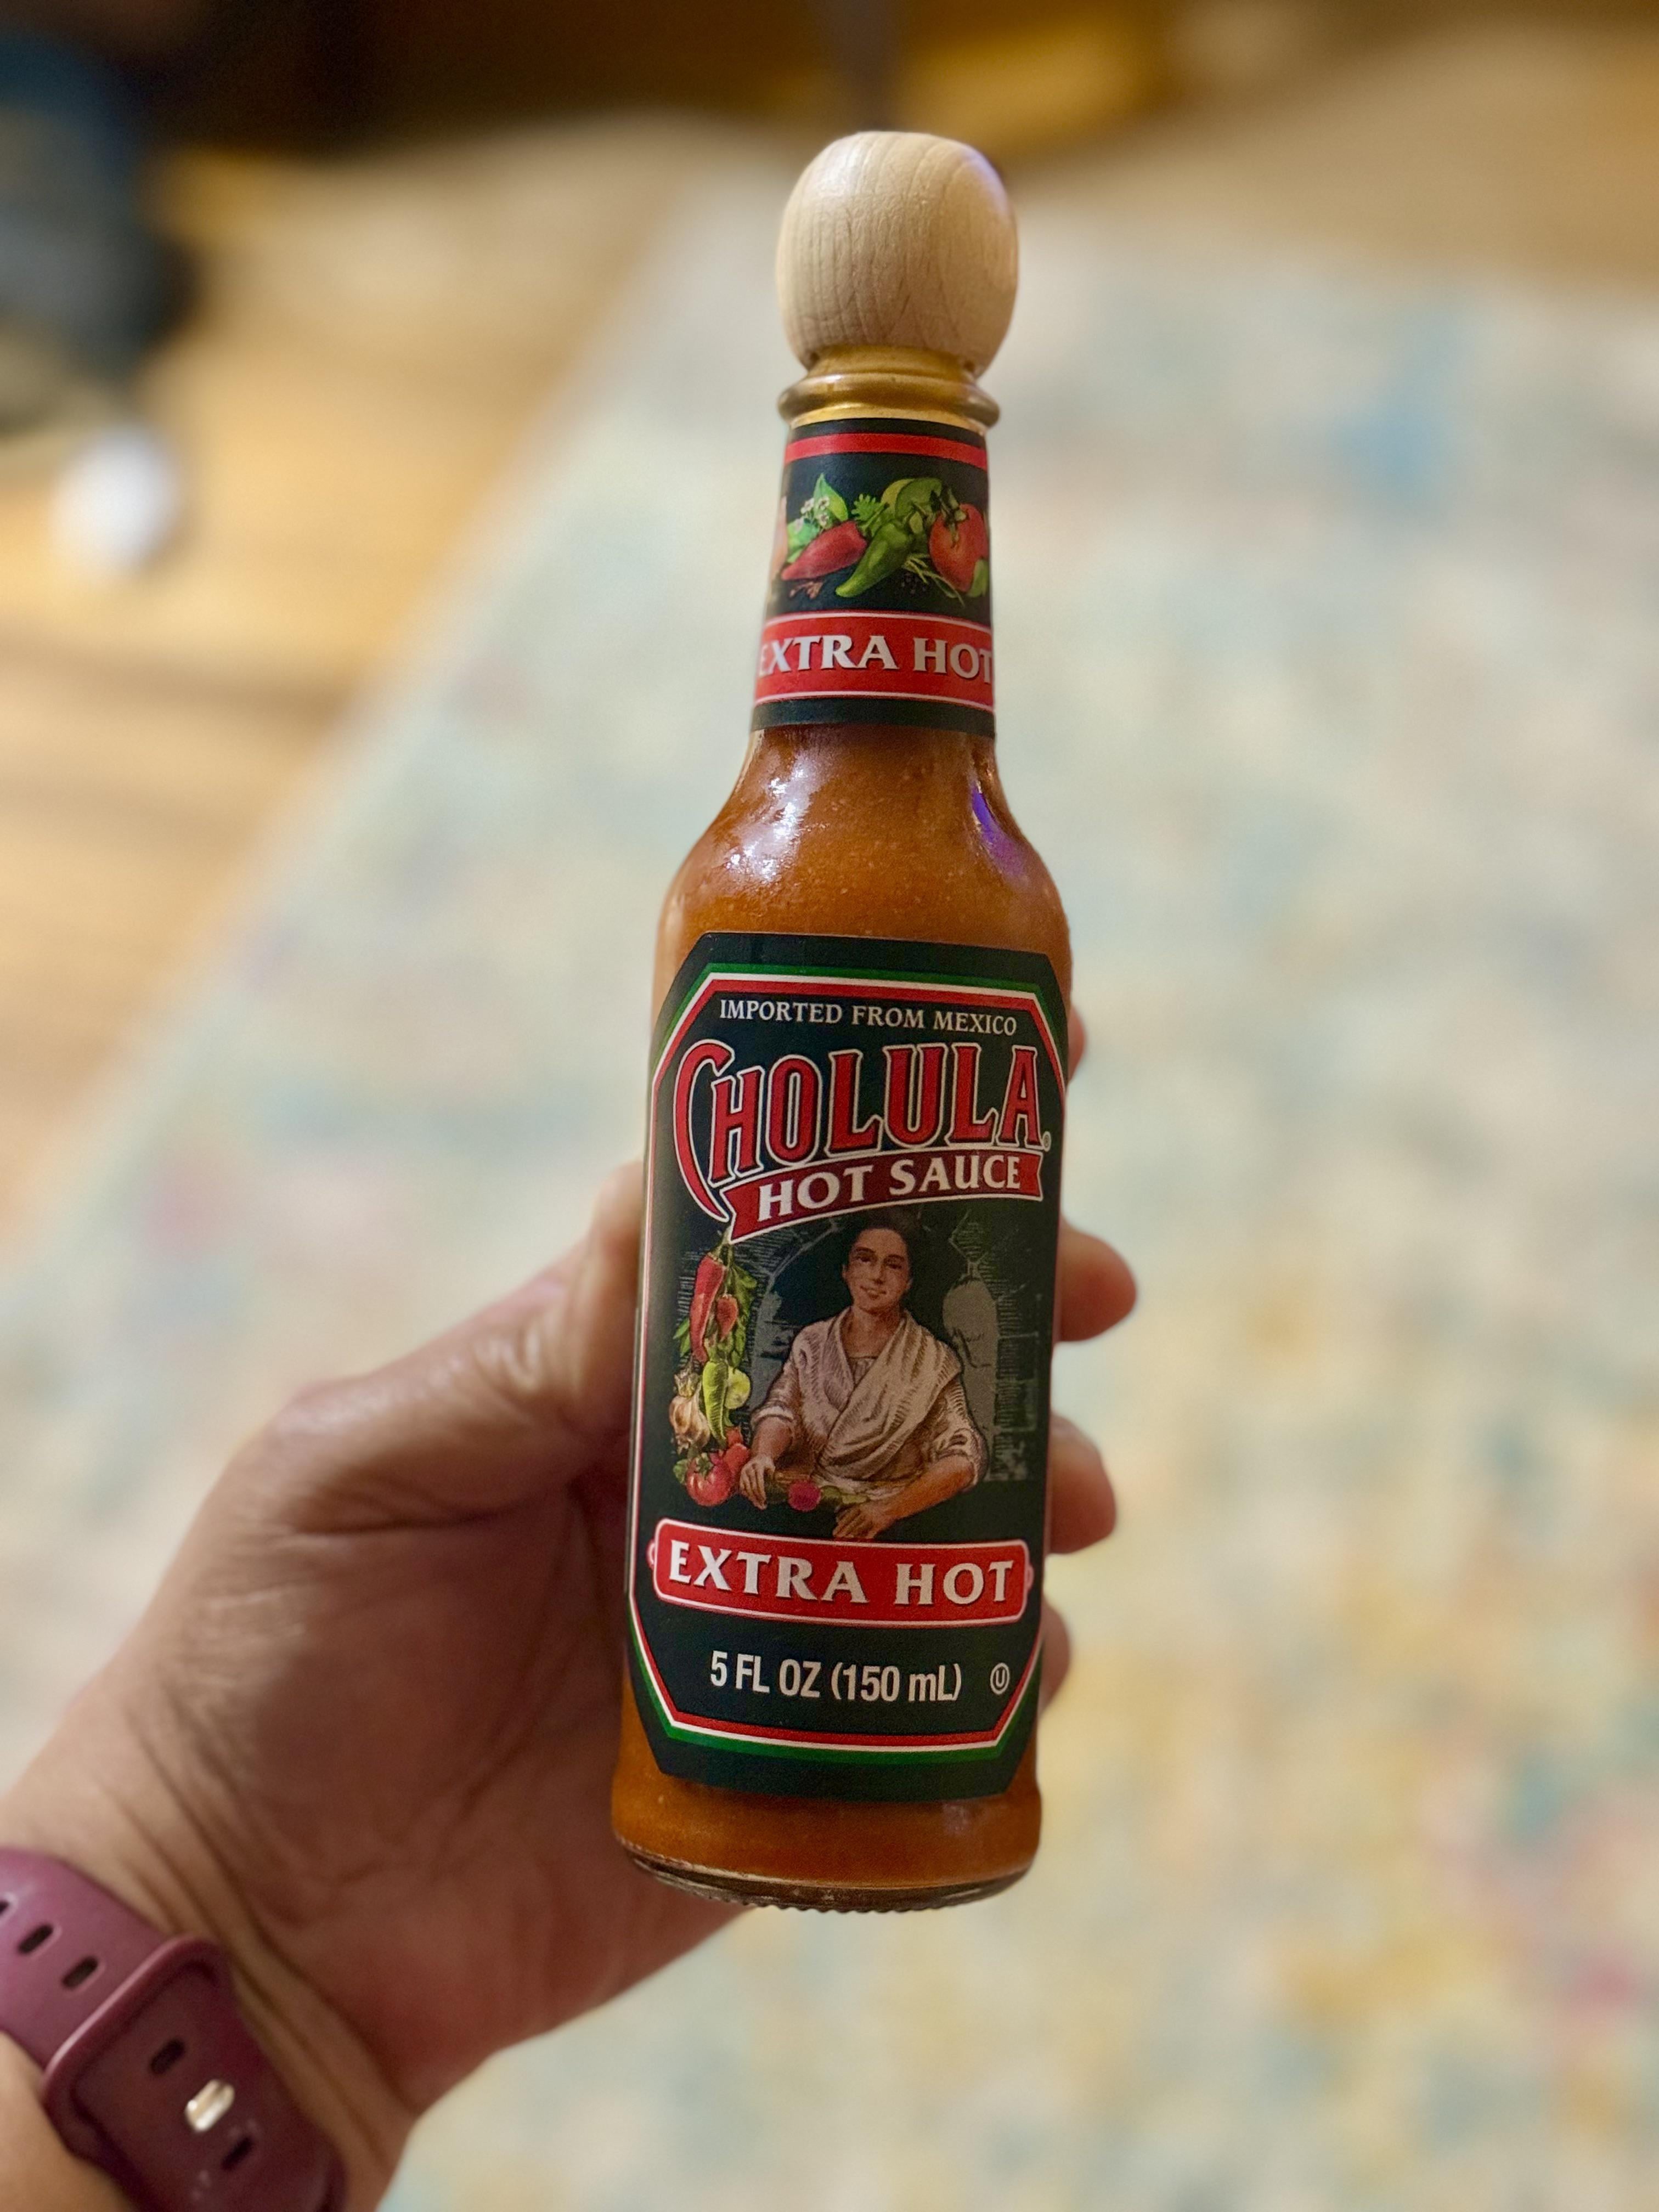 EXTRA HOT
IMPORTED FROM MEXICO
CHOLULA®
HOT SAUCE
EXTRA HOT
5 FL OZ (150 mL) Ⓤ